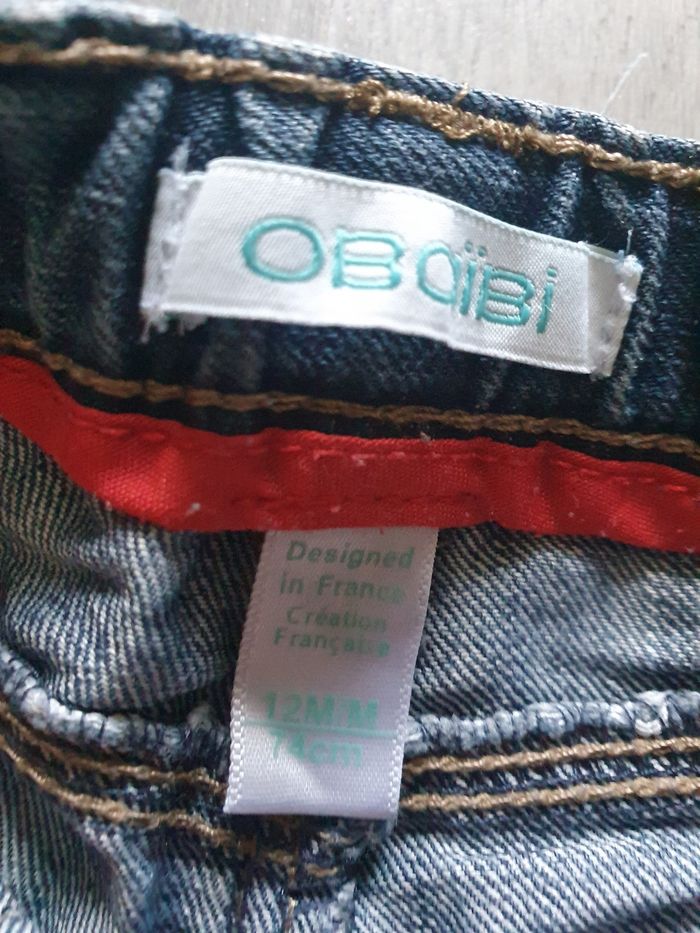 OBaïBi
Designed
in France
Création
Française
12M/M
74cm